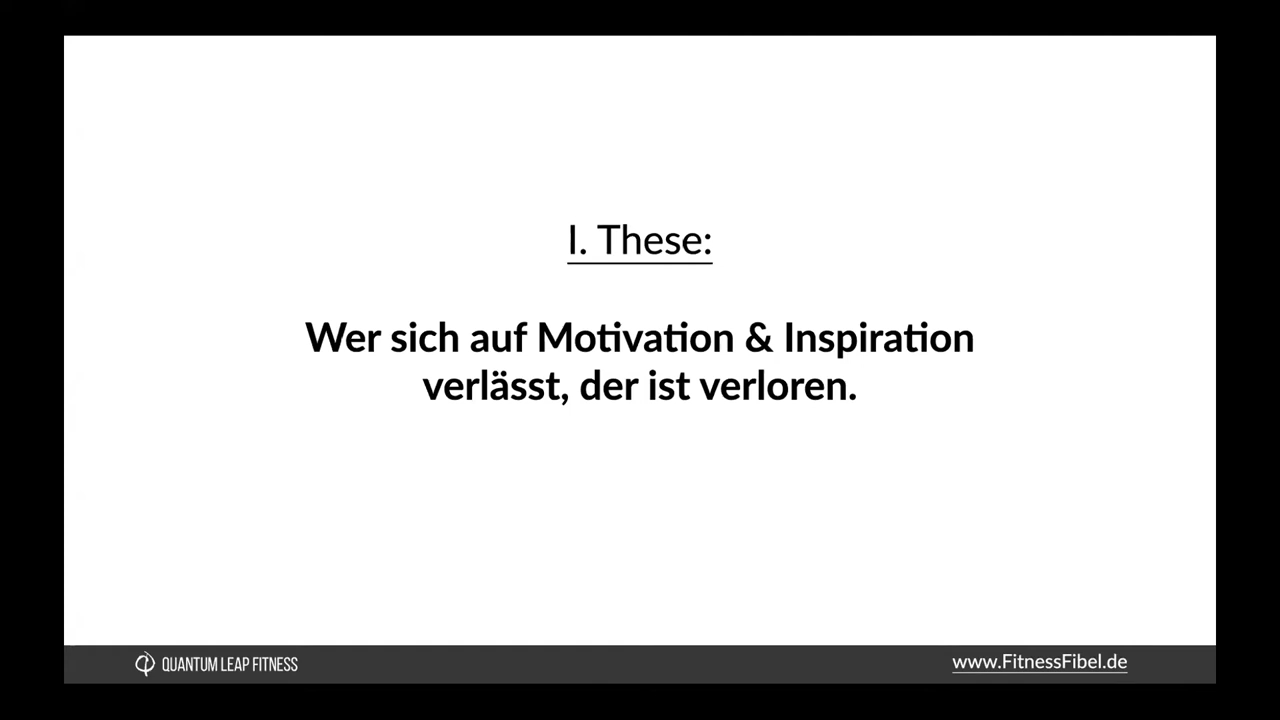 I. These:
Wer sich auf Motivation & Inspiration
verlässt, der ist verloren.
QUANTUM LEAP FITNESS
www.FitnessFibel.de